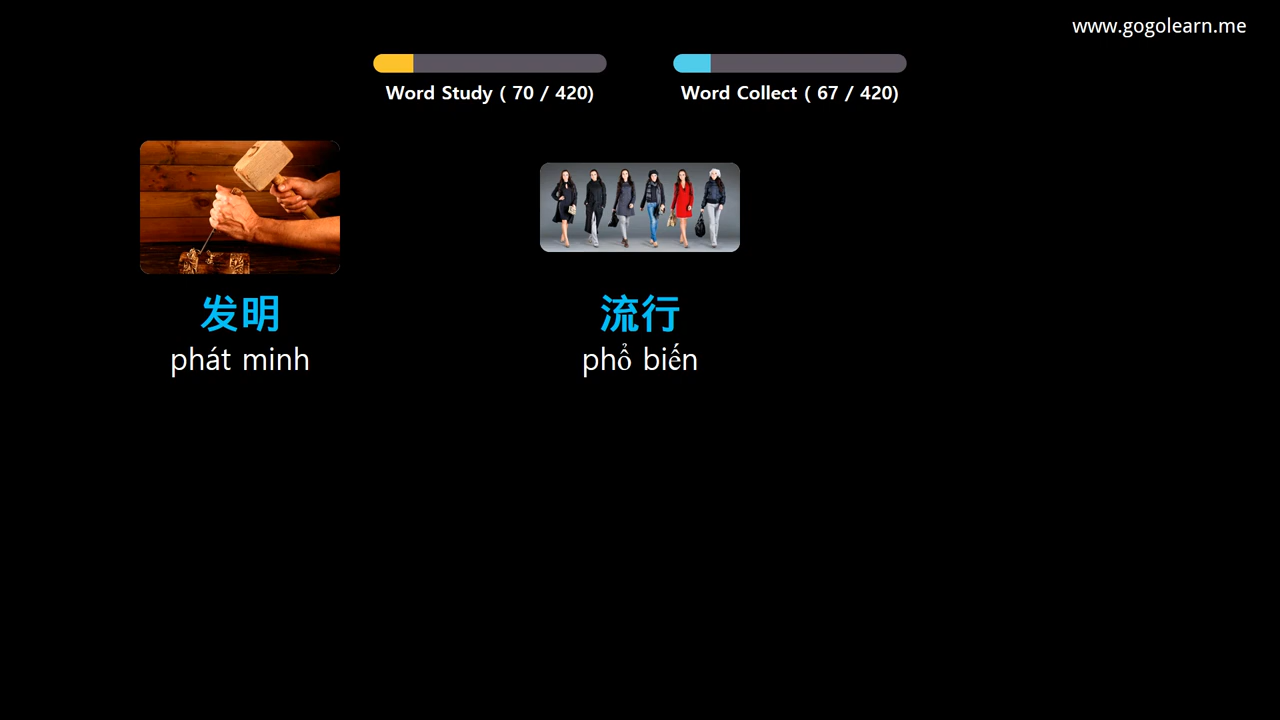 www.gogolearn.me
Word Study ( 70 / 420)
Word Collect ( 67 / 420)
发明
phát minh
流行
phổ biến